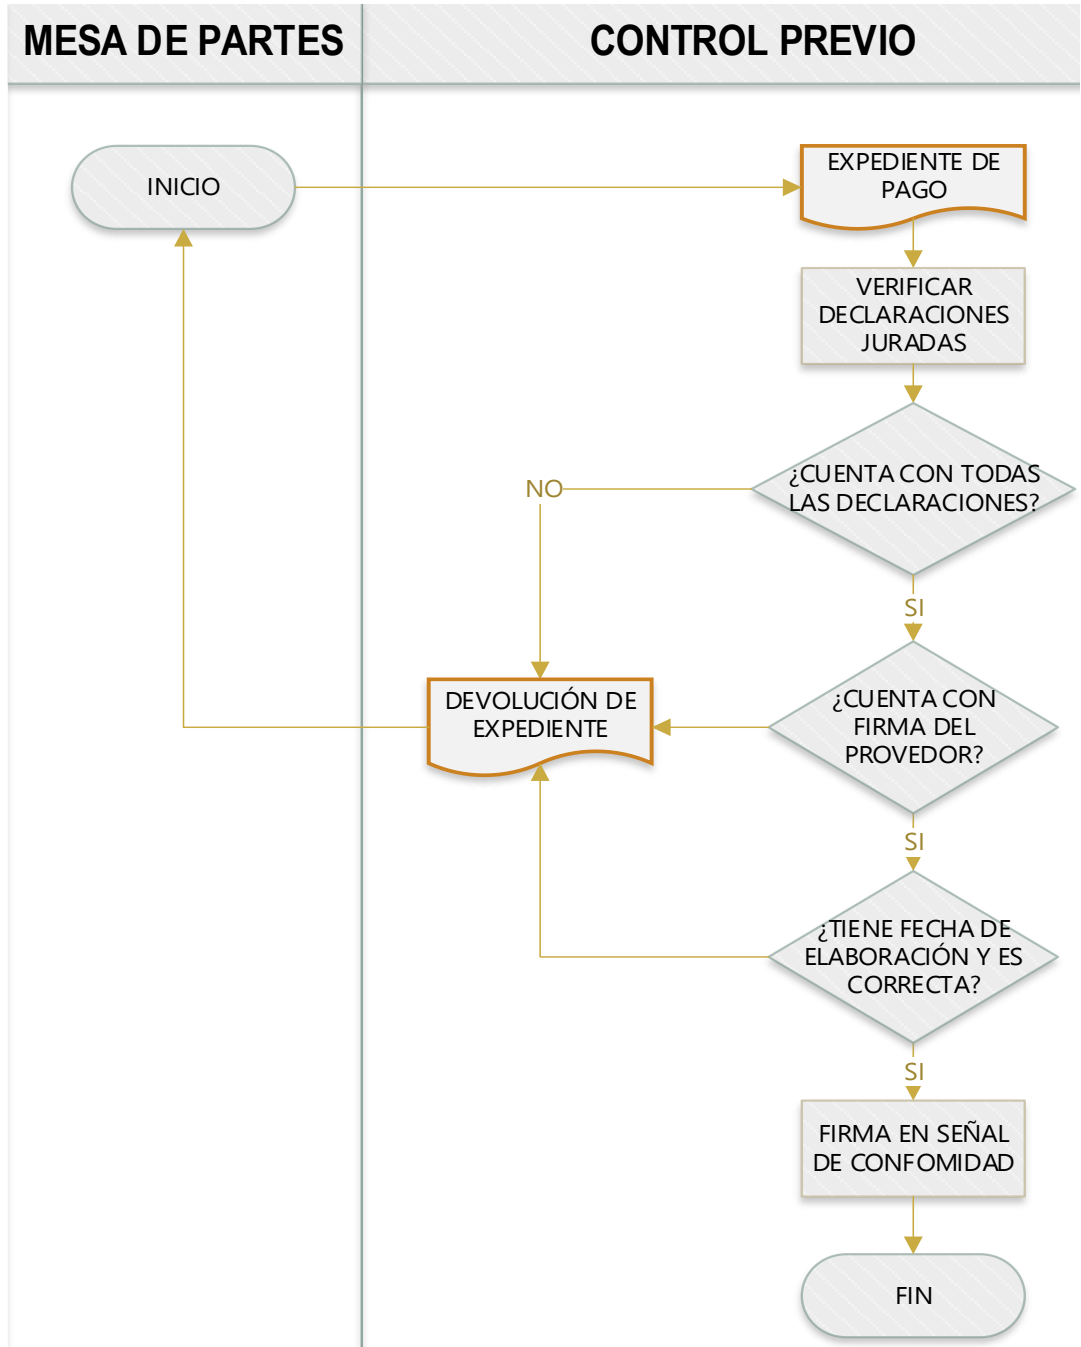 MESA DE PARTES
CONTROL PREVIO
INICIO
EXPEDIENTE DE
PAGO
VERIFICAR
DECLARACIONES
JURADAS
¿CUENTA CON TODAS
LAS DECLARACIONES?
NO
SI
DEVOLUCIÓN DE
EXPEDIENTE
¿CUENTA CON
FIRMA DEL
PROVEDOR?
SI
¿TIENE FECHA DE
ELABORACIÓN Y ES
CORRECTA?
SI
FIRMA EN SEÑAL
DE CONFOMIDAD
FIN